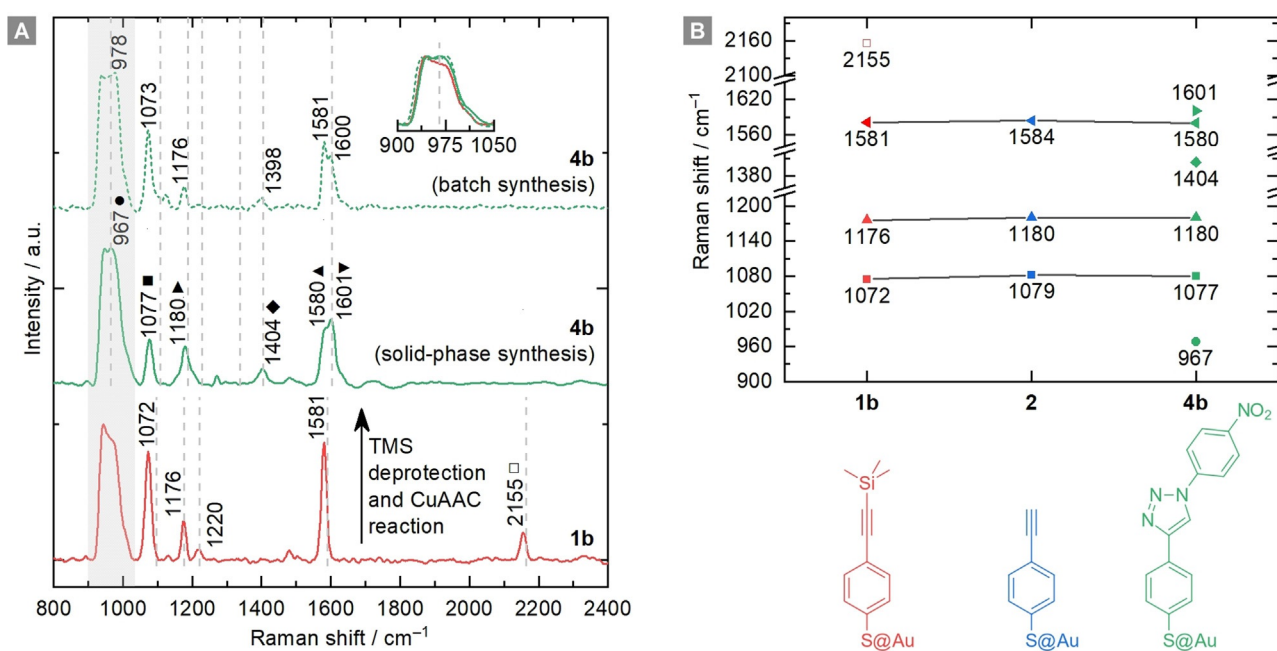 A
978
1073
1176
1398
1581
1600
900 975 1050
4b
(batch synthesis)
967
1077
1180
1404
1580
1601
4b
(solid-phase synthesis)
1072
1176
1220
1581
2155
TMS
deprotection
and CuAAC
reaction
1b
Intensity / a.u.
800 1000 1200 1400 1600 1800 2000 2200 2400
Raman shift / cm⁻¹
B
Raman shift / cm⁻¹
2160
2100
1620
1560
1380
1200
1140
1080
1020
960
900
2155
1601
1581 1584 1580
1404
1176 1180 1180
1072 1079 1077
967
1b 2 4b
Si
S@Au
S@Au
NO₂
N
N
N
S@Au